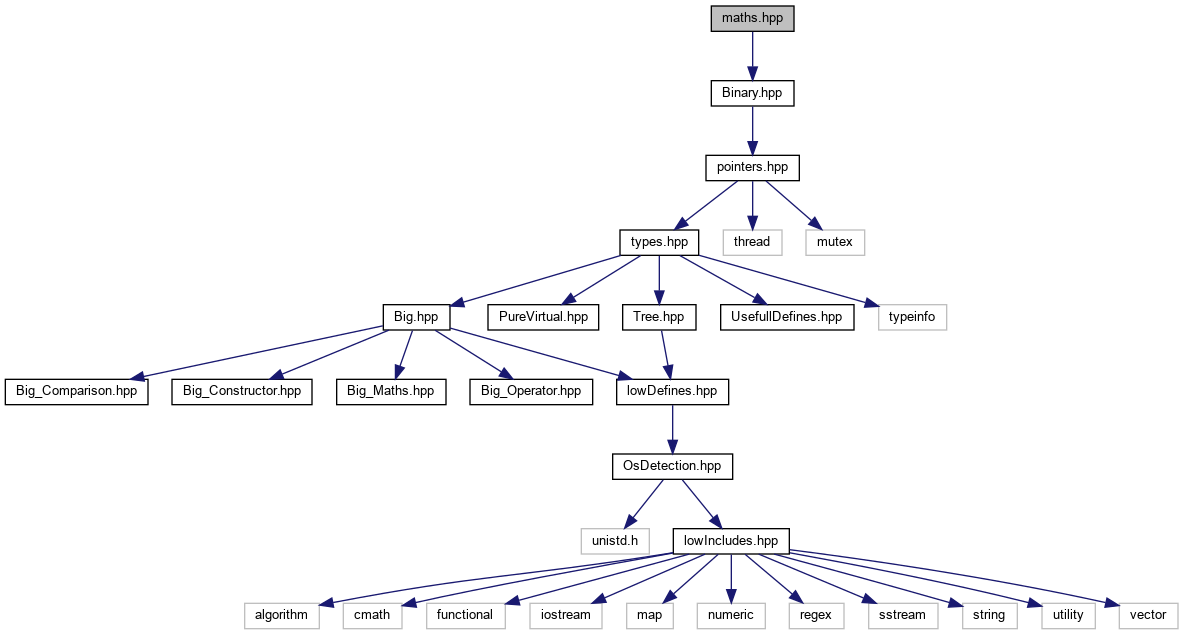 maths.hpp
Binary.hpp
pointers.hpp
types.hpp
thread
mutex
Big.hpp
PureVirtual.hpp
Tree.hpp
UsefullDefines.hpp
typeinfo
Big_Comparison.hpp
Big_Constructor.hpp
Big_Maths.hpp
Big_Operator.hpp
lowDefines.hpp
OsDetection.hpp
unistd.h
lowIncludes.hpp
algorithm
cmath
functional
iostream
map
numeric
regex
sstream
string
utility
vector